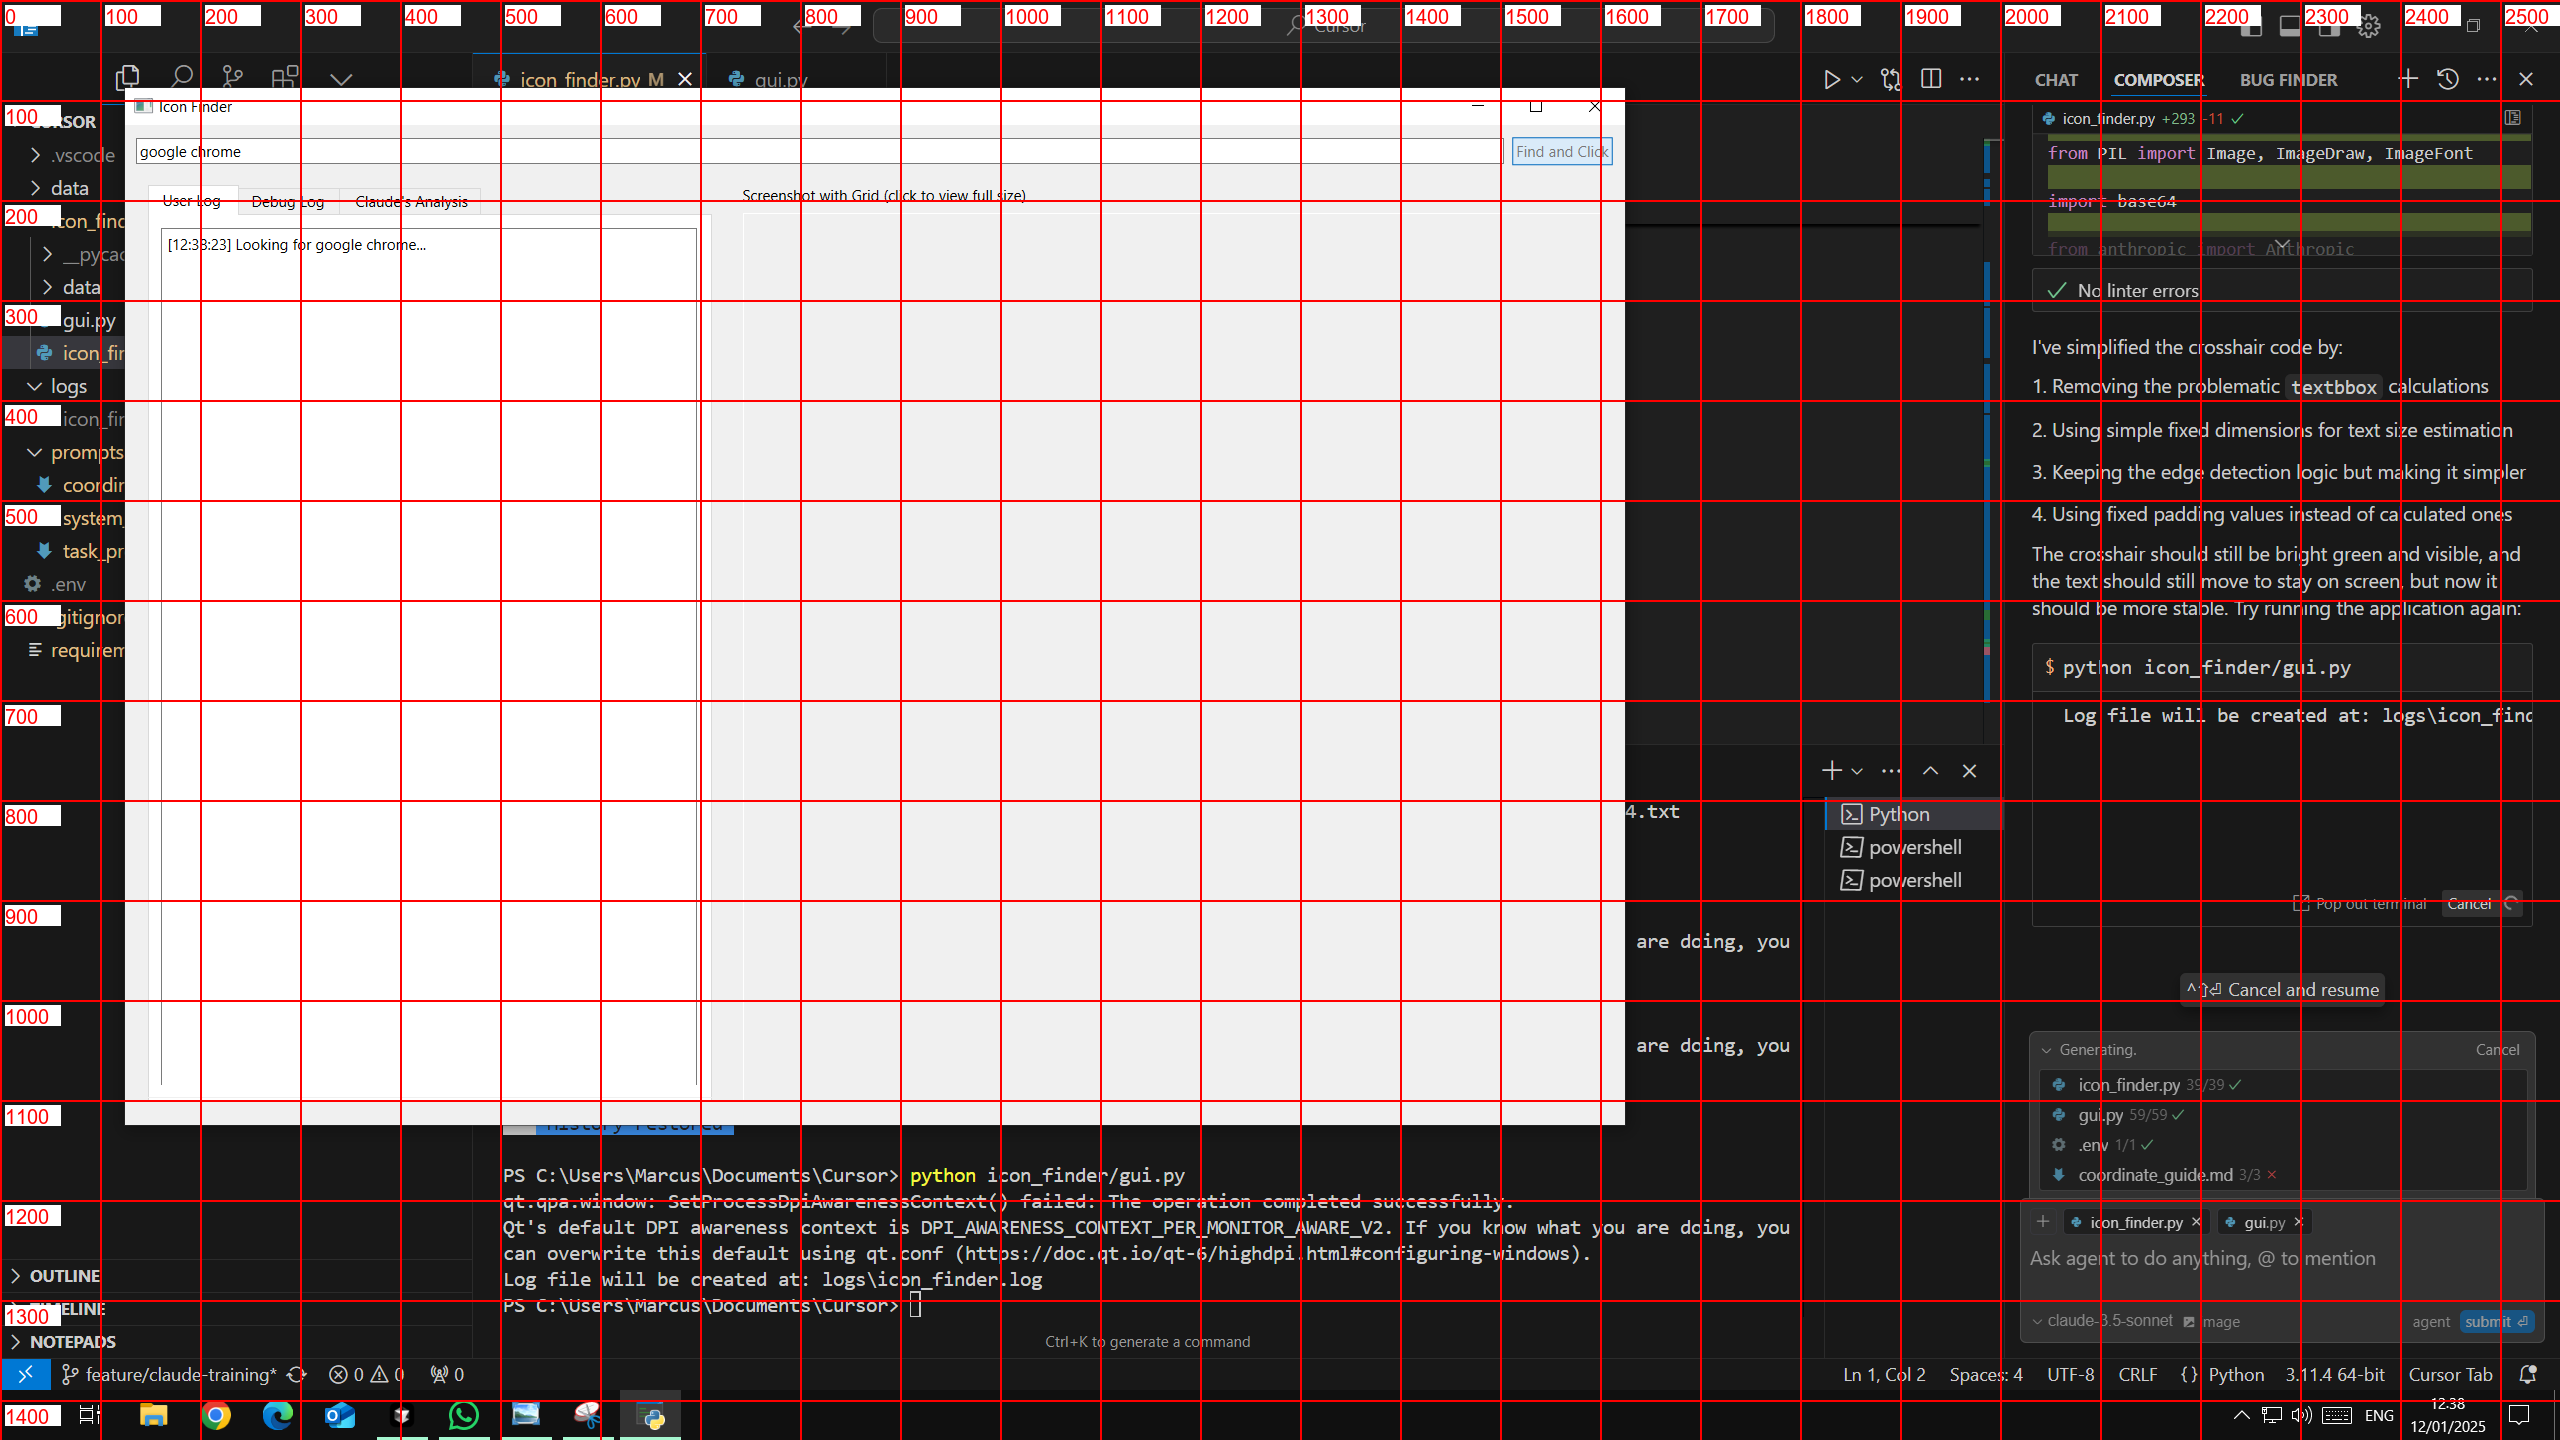 0 100 200 300 400 500 600 700 800 900 1000 1100 1200 1300 1400 1500 1600 1700 1800 1900 2000 2100 2200 2300 2400 2500
Cursor
icon_finder.py M
gui.py
CHAT COMPOSER BUG FINDER
Icon Finder
google chrome
Find and Click
User Log
Debug Log
Claude's Analysis
Screenshot with Grid (click to view full size)
[12:38:23] Looking for google chrome...
100
.vscode
data
200
data
300
gui.py
logs
400
prompts
500
.env
600
700
800
900
1000
1100
1200
OUTLINE
1300
NOTEPADS
1400
4.txt
are doing, you
are doing, you
History restored
PS C:\Users\Marcus\Documents\Cursor> python icon_finder/gui.py
qt.qpa.window: SetProcessDpiAwarenessContext() failed: The operation completed successfully.
Qt's default DPI awareness context is DPI_AWARENESS_CONTEXT_PER_MONITOR_AWARE_V2. If you know what you are doing, you
can overwrite this default using qt.conf (https://doc.qt.io/qt-6/highdpi.html#configuring-windows).
Log file will be created at: logs\icon_finder.log
PS C:\Users\Marcus\Documents\Cursor>
Ctrl+K to generate a command
Python
powershell
powershell
icon_finder.py +293 -11
from PIL import Image, ImageDraw, ImageFont
import base64
from anthropic import Anthropic
No linter errors
I've simplified the crosshair code by:
1. Removing the problematic textbbox calculations
2. Using simple fixed dimensions for text size estimation
3. Keeping the edge detection logic but making it simpler
4. Using fixed padding values instead of calculated ones
The crosshair should still be bright green and visible, and
the text should still move to stay on screen, but now it
should be more stable. Try running the application again:
$ python icon_finder/gui.py
Log file will be created at: logs\icon_find
Pop out terminal Cancel
Cancel and resume
Generating. Cancel
icon_finder.py 39/39
gui.py 59/59
.env 1/1
coordinate_guide.md 3/3
icon_finder.py
gui.py
Ask agent to do anything, @ to mention
claude-3.5-sonnet
agent submit
feature/claude-training* 0 0 0
Ln 1, Col 2 Spaces: 4 UTF-8 CRLF {} Python 3.11.4 64-bit Cursor Tab
ENG
12:38
12/01/2025